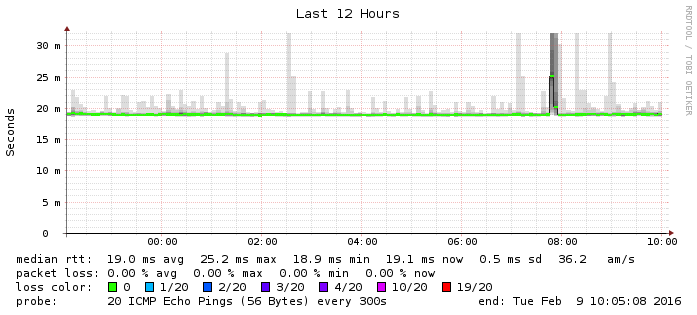 Last 12 Hours
RRDTOOL / TOBI OETIKER
Seconds
30 m
25 m
20 m
15 m
10 m
5 m
0
00:00 02:00 04:00 06:00 08:00 10:00
median rtt: 19.0 ms avg 25.2 ms max 18.9 ms min 19.1 ms now 0.5 ms sd 36.2 am/s
packet loss: 0.00 % avg 0.00 % max 0.00 % min 0.00 % now
loss color: 0 1/20 2/20 3/20 4/20 10/20 19/20
probe: 20 ICMP Echo Pings (56 Bytes) every 300s end: Tue Feb 9 10:05:08 2016